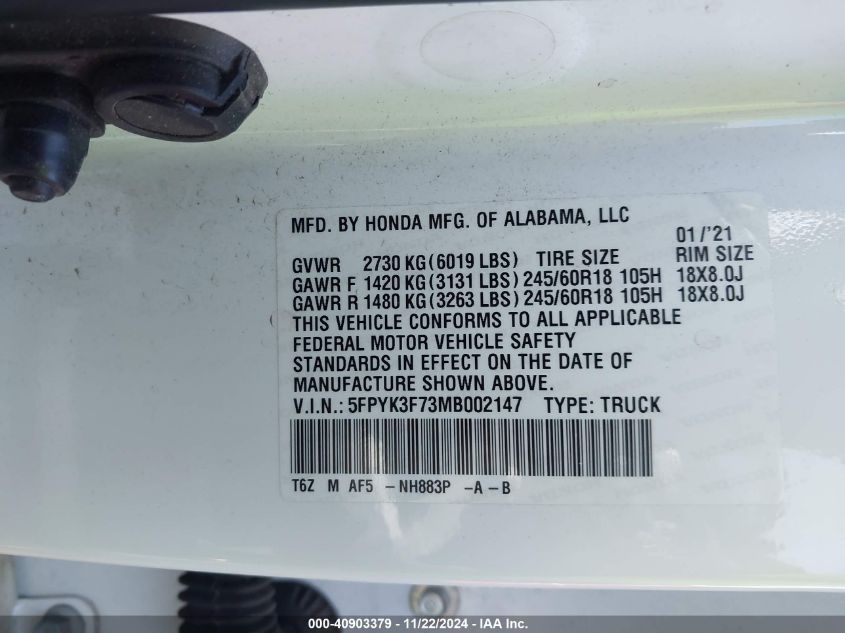 MFD. BY HONDA MFG. OF ALABAMA, LLC
01/'21
GVWR 2730 KG(6019 LBS) TIRE SIZE RIM SIZE
GAWR F 1420 KG(3131 LBS) 245/60R18 105H 18X8.0J
GAWR R 1480 KG(3263 LBS) 245/60R18 105H 18X8.0J
THIS VEHICLE CONFORMS TO ALL APPLICABLE
FEDERAL MOTOR VEHICLE SAFETY
STANDARDS IN EFFECT ON THE DATE OF
MANUFACTURE SHOWN ABOVE.
V.I.N.: 5FPYK3F73MB002147 TYPE: TRUCK
T6Z M AF5 -NH883P -A-B
000-40903379 - 11/22/2024 - IAA Inc.